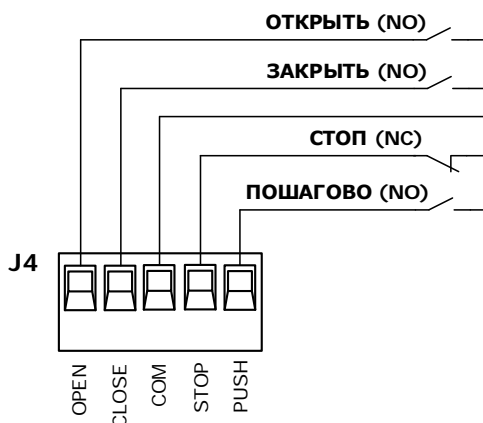 ОТКРЫТЬ (NO)
ЗАКРЫТЬ (NO)
СТОП (NC)
ПОШАГОВО (NO)
J4
OPEN
CLOSE
COM
STOP
PUSH